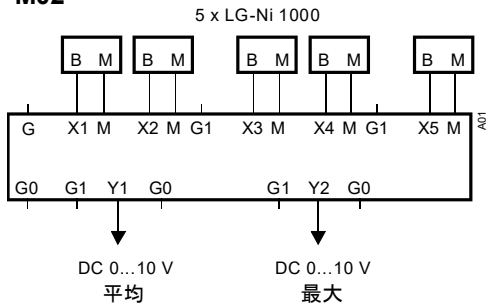 5 x LG-Ni 1000
B M B M B M B M B M
G X1 M X2 M G1 X3 M X4 M G1 X5 M
A01
G0 G1 Y1 G0 G1 Y2 G0
DC 0...10 V DC 0...10 V
平均 最大